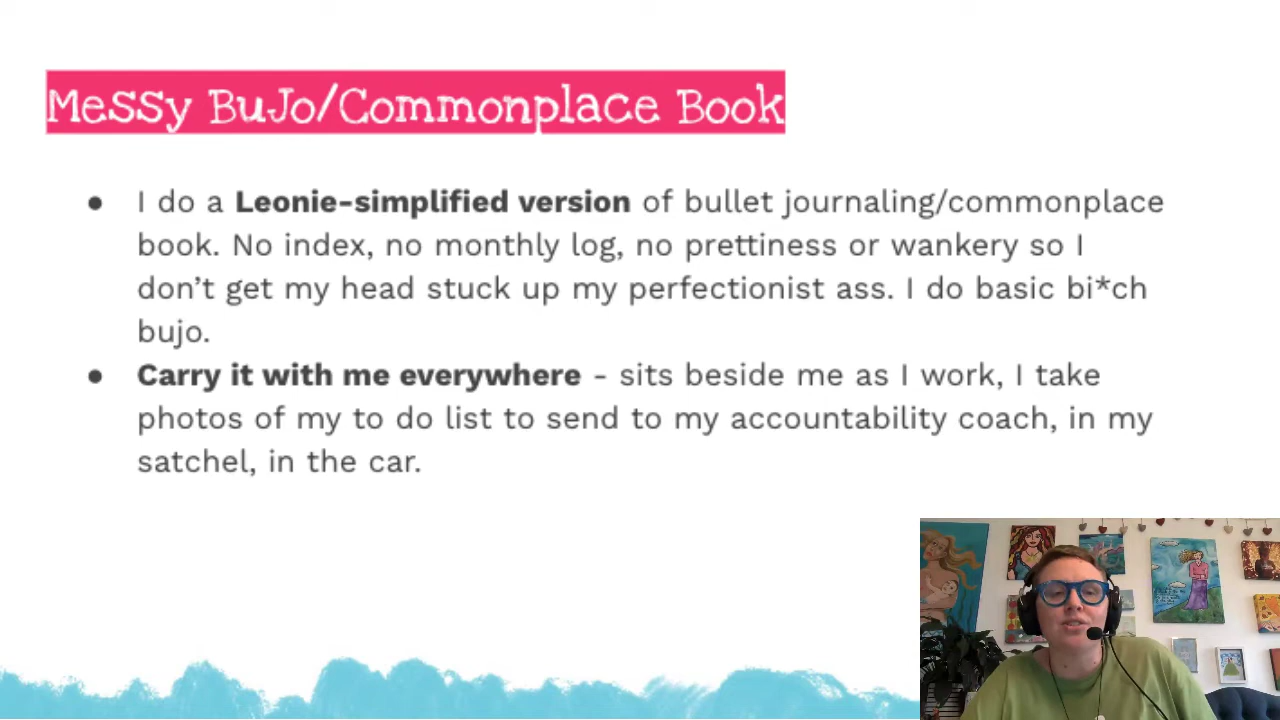 Messy BuJo/Commonplace Book
● I do a Leonie-simplified version of bullet journaling/commonplace
book. No index, no monthly log, no prettiness or wankery so I
don't get my head stuck up my perfectionist ass. I do basic bi*ch
bujo.
● Carry it with me everywhere - sits beside me as I work, I take
photos of my to do list to send to my accountability coach, in my
satchel, in the car.